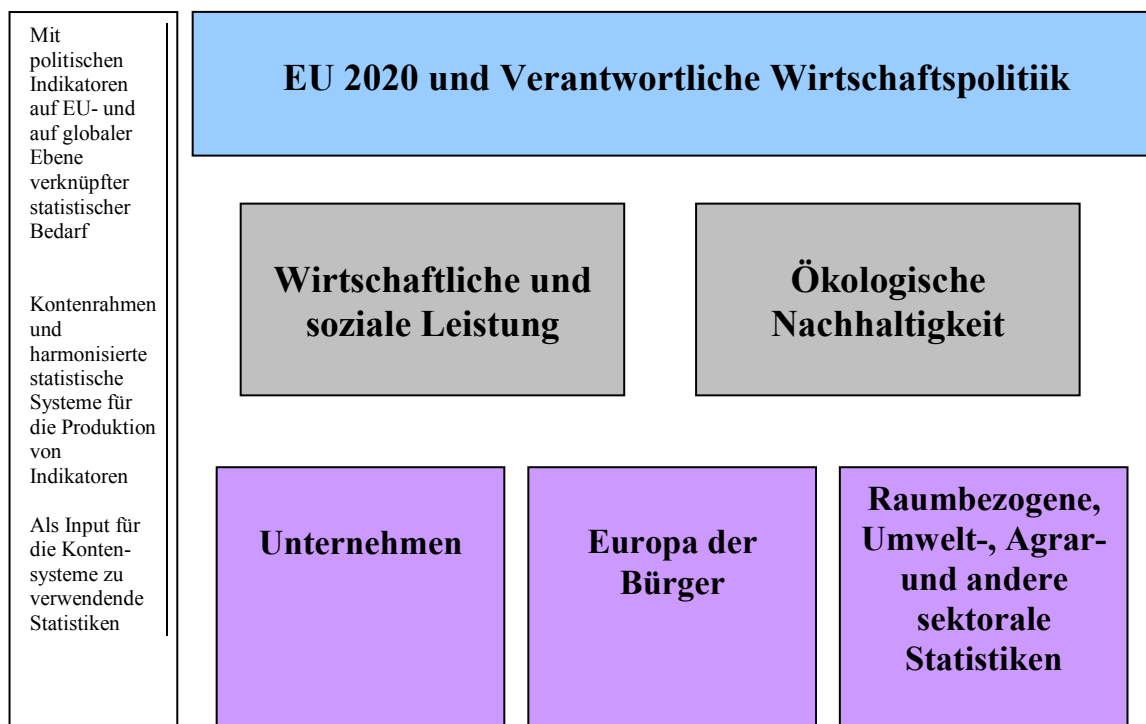 Mit
politischen
Indikatoren
auf EU- und
auf globaler
Ebene
verknüpfter
statistischer
Bedarf
Kontenrahmen
und
harmonisierte
statistische
Systeme für
die Produktion
von
Indikatoren
Als Input für
die Konten-
systeme zu
verwendende
Statistiken
EU 2020 und Verantwortliche Wirtschaftspolitiik
Wirtschaftliche und
soziale Leistung
Ökologische
Nachhaltigkeit
Unternehmen
Europa der
Bürger
Raumbezogene,
Umwelt-, Agrar-
und andere
sektorale
Statistiken